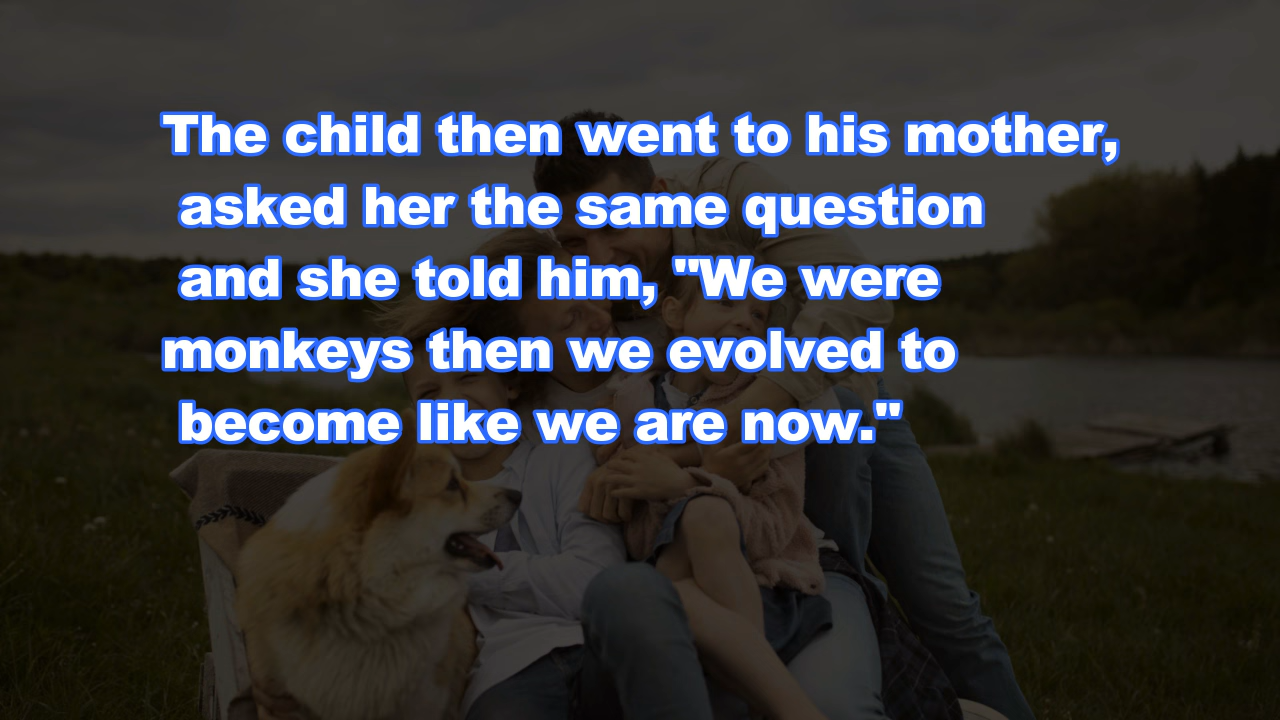 The child then went to his mother,
asked her the same question
and she told him, "We were
monkeys then we evolved to
become like we are now."